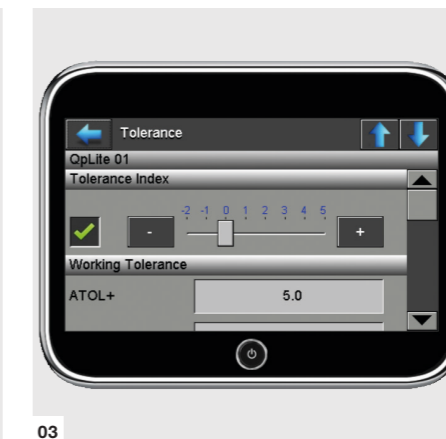 Tolerance
OpLite 01
Tolerance Index
-2 -1 0 1 2 3 4 5
- +
Working Tolerance
ATOL+ 5.0
03